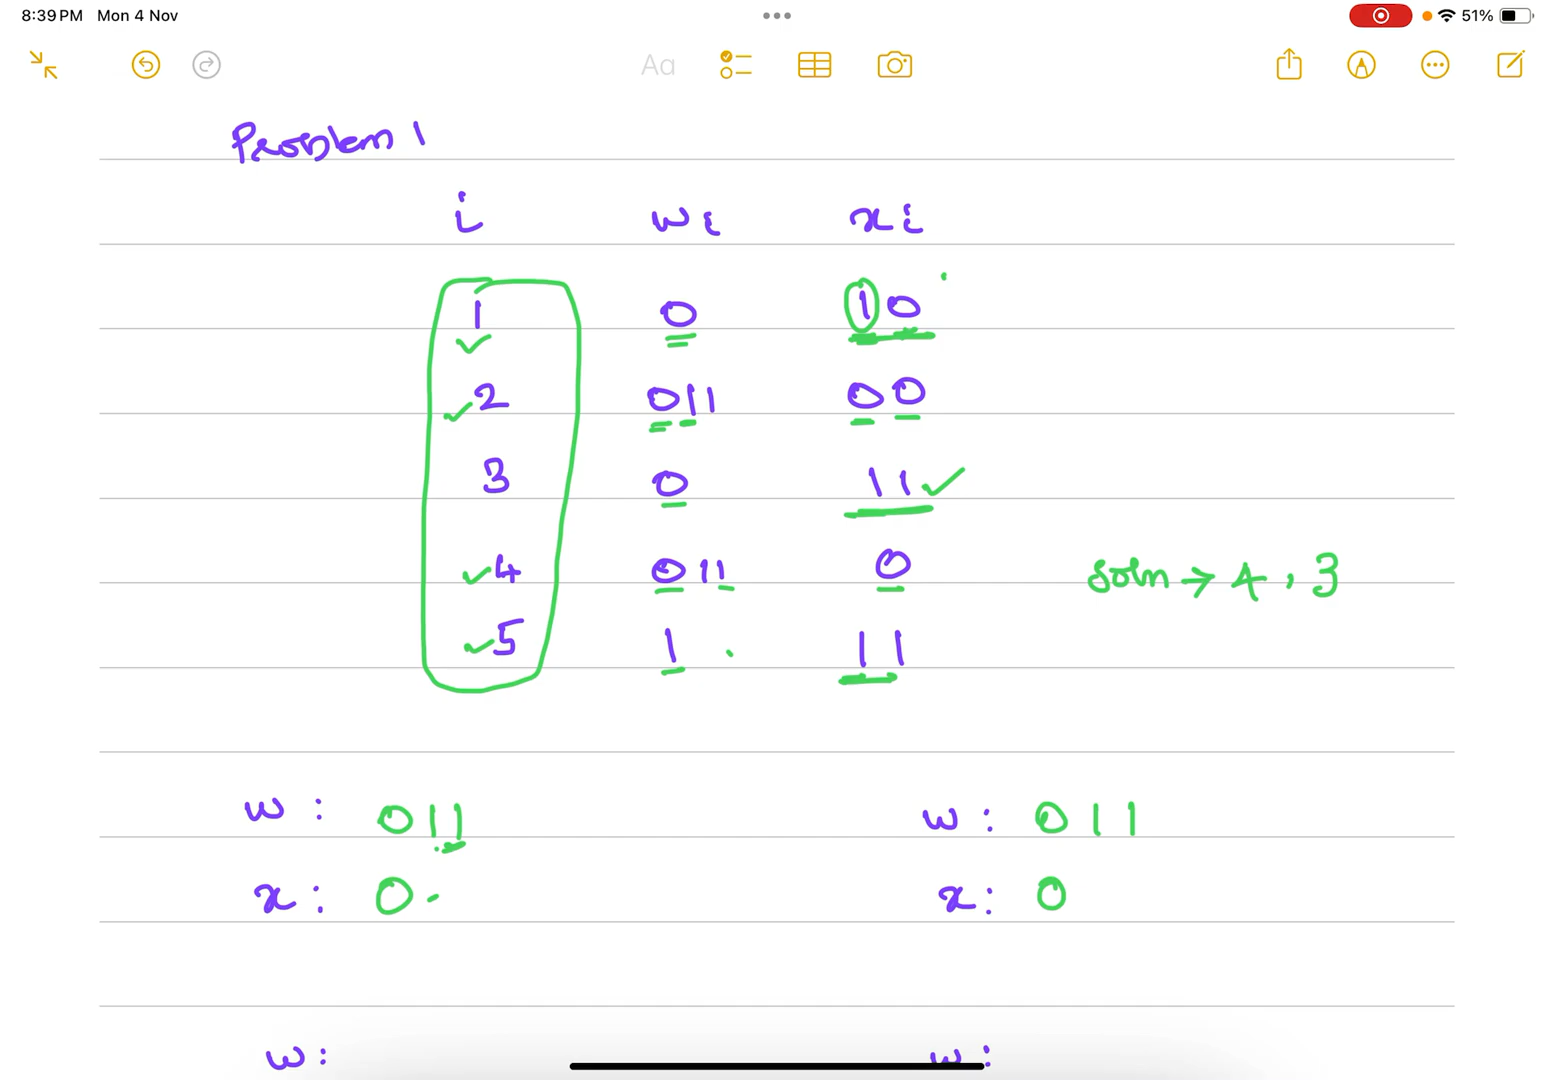 8:39 PM Mon 4 Nov 51%
Aa
Problem 1
i wi xi
1 0 10
2 011 00
3 0 11
4 011 0
soln → 4, 3
5 1 11
w: 011 w: 011
x: 0 x: 0
w: w: